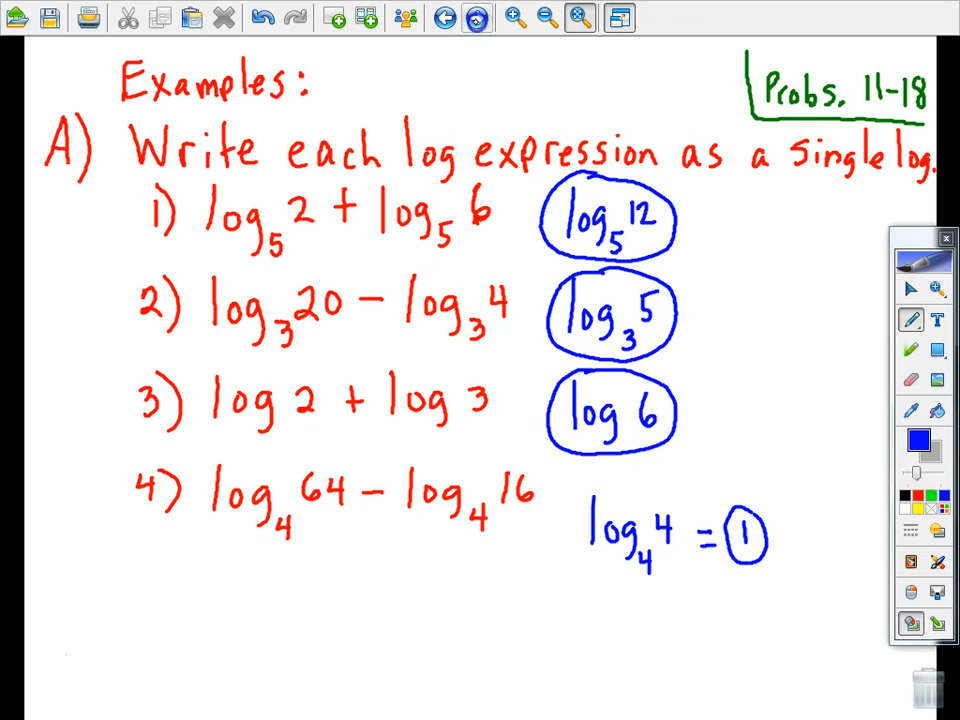 Examples:
Probs. 11-18
A) Write each log expression as a single log.
1) log₅ 2 + log₅ 6 log₅ 12
2) log₃ 20 - log₃ 4 log₃ 5
3) log 2 + log 3 log 6
4) log₄ 64 - log₄ 16 log₄ 4 = 1